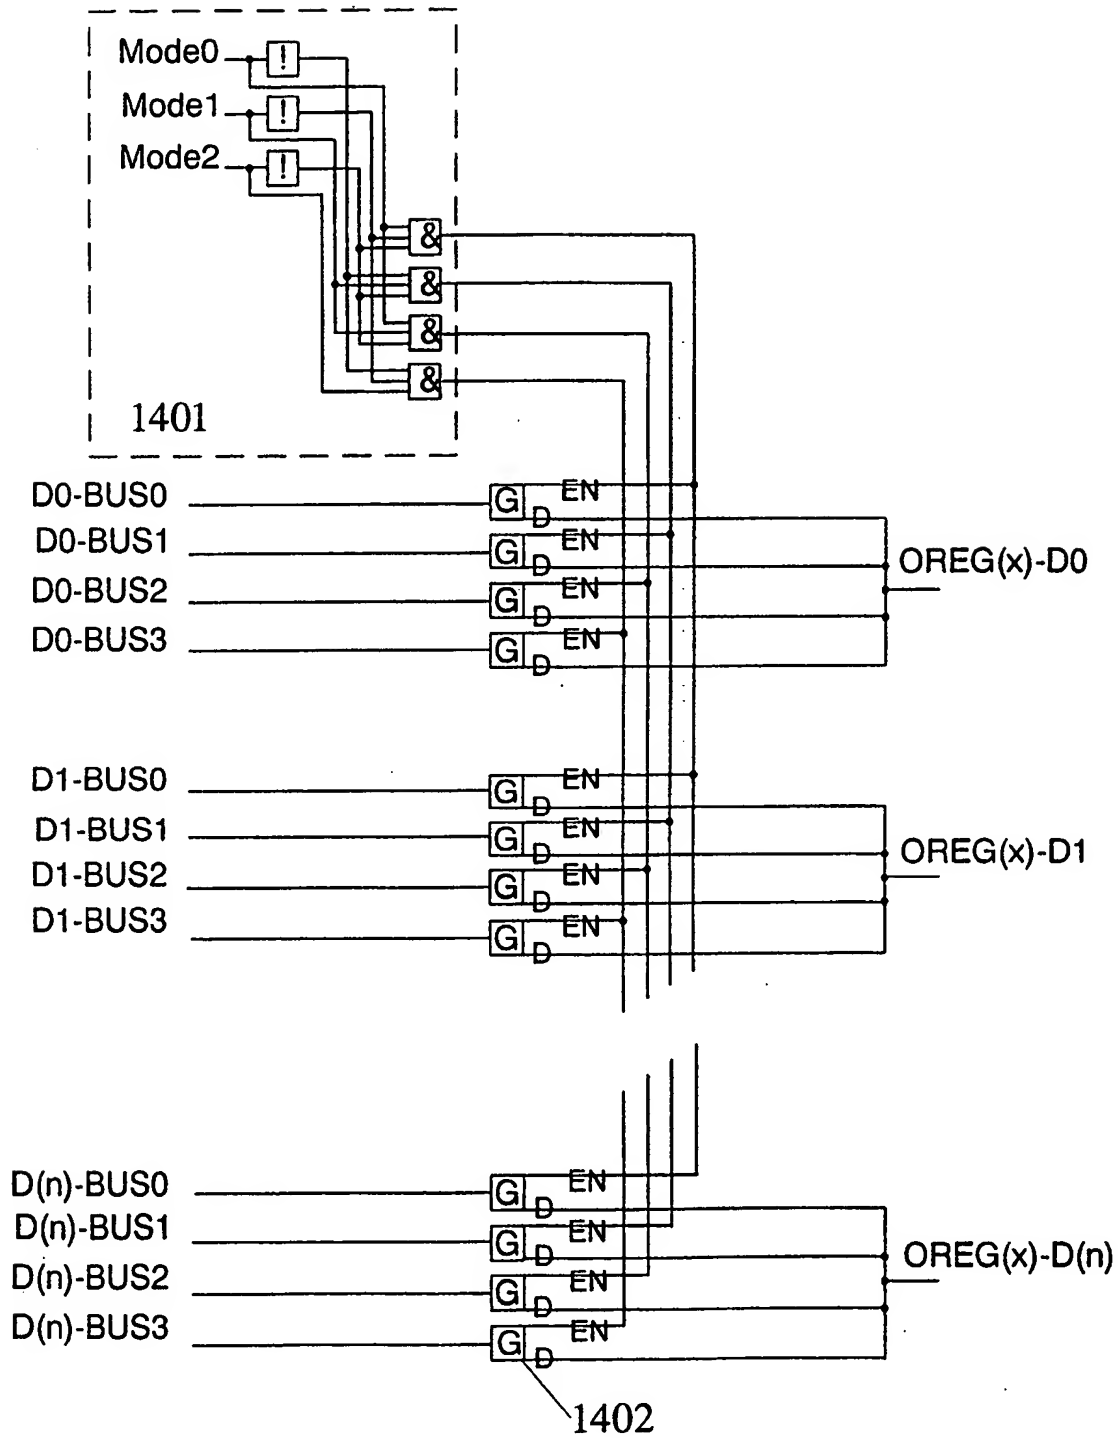 Mode0 !
Mode1 !
Mode2 !
&
&
&
&
1401
D0-BUS0 G EN D
D0-BUS1 G EN D
D0-BUS2 G EN D
D0-BUS3 G EN D
OREG(x)-D0
D1-BUS0 G EN D
D1-BUS1 G EN D
D1-BUS2 G EN D
D1-BUS3 G EN D
OREG(x)-D1
D(n)-BUS0 G EN D
D(n)-BUS1 G EN D
D(n)-BUS2 G EN D
D(n)-BUS3 G EN D
OREG(x)-D(n)
1402